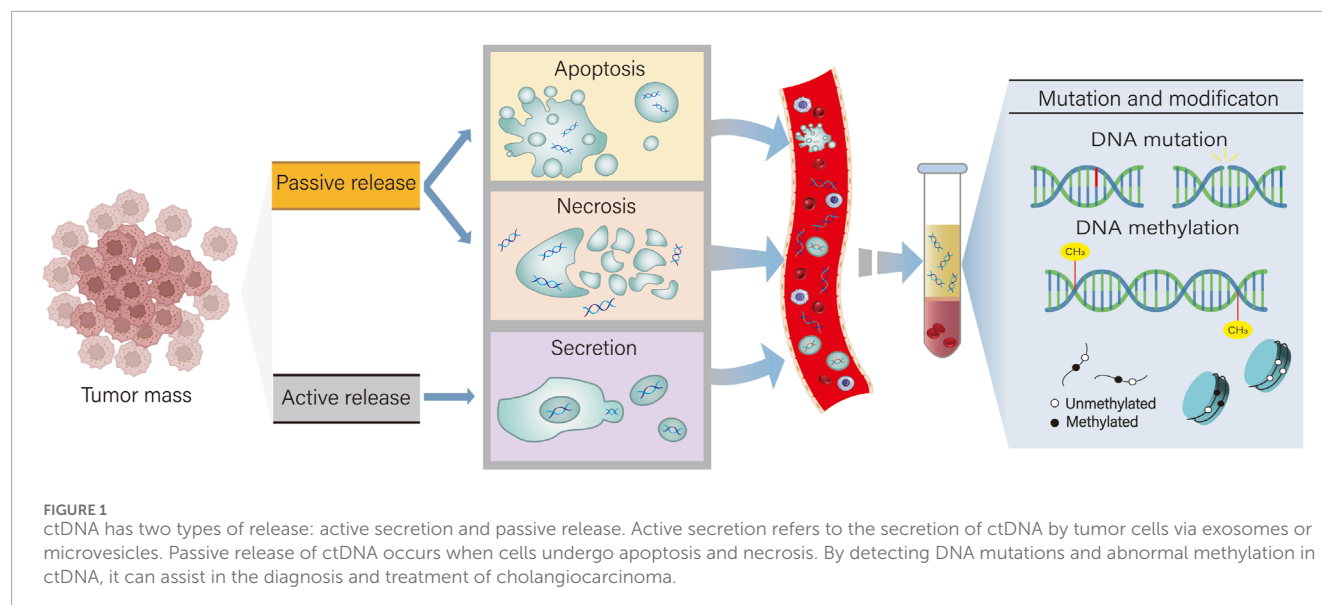 Apoptosis
Passive release
Necrosis
Secretion
Active release
Tumor mass
Mutation and modificaton
DNA mutation
DNA methylation
CH₃
CH₃
Unmethylated
Methylated
FIGURE 1
ctDNA has two types of release: active secretion and passive release. Active secretion refers to the secretion of ctDNA by tumor cells via exosomes or
microvesicles. Passive release of ctDNA occurs when cells undergo apoptosis and necrosis. By detecting DNA mutations and abnormal methylation in
ctDNA, it can assist in the diagnosis and treatment of cholangiocarcinoma.